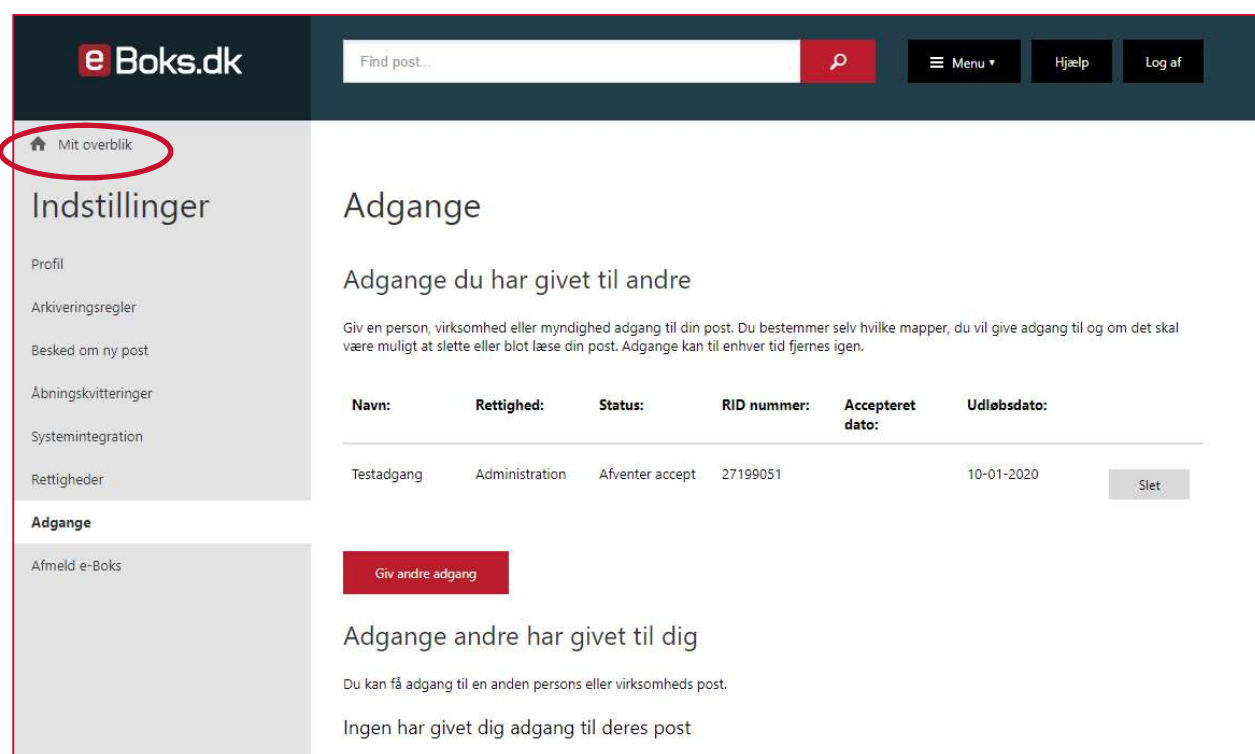 e Boks.dk
Find post...
Menu
Hjælp
Log af
Mit overblik
Indstillinger
Profil
Arkiveringsregler
Besked om ny post
Åbningskvitteringer
Systemintegration
Rettigheder
Adgange
Afmeld e-Boks
Adgange
Adgange du har givet til andre
Giv en person, virksomhed eller myndighed adgang til din post. Du bestemmer selv hvilke mapper, du vil give adgang til og om det skal
være muligt at slette eller blot læse din post. Adgange kan til enhver tid fjernes igen.
Navn: Rettighed: Status: RID nummer: Accepteret dato: Udløbsdato:
Testadgang Administration Afventer accept 27199051 10-01-2020 Slet
Giv andre adgang
Adgange andre har givet til dig
Du kan få adgang til en anden persons eller virksomheds post.
Ingen har givet dig adgang til deres post